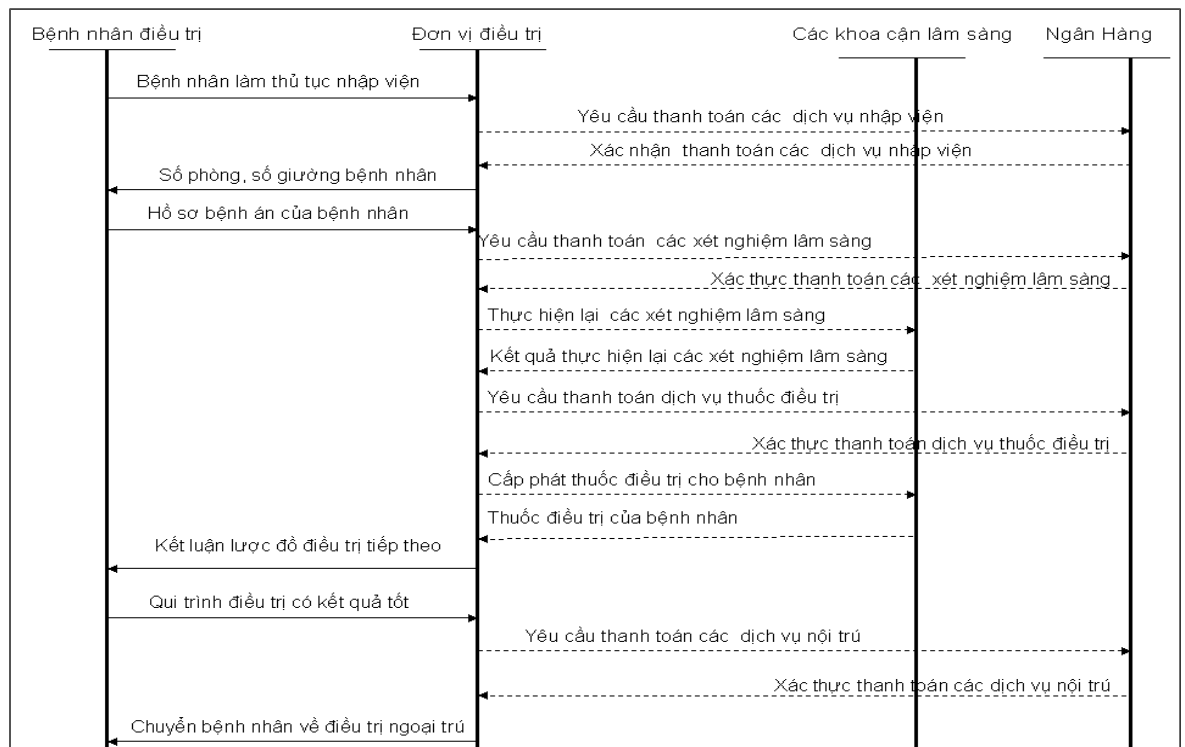 Bệnh nhân điều trị
Đơn vị điều trị
Các khoa cận lâm sàng
Ngân Hàng
Bệnh nhân làm thủ tục nhập viện
Yêu cầu thanh toán các dịch vụ nhập viện
Xác nhận thanh toán các dịch vụ nhập viện
Số phòng, số giường bệnh nhân
Hồ sơ bệnh án của bệnh nhân
Yêu cầu thanh toán các xét nghiệm lâm sàng
Xác thực thanh toán các xét nghiệm lâm sàng
Thực hiện lại các xét nghiệm lâm sàng
Kết quả thực hiện lại các xét nghiệm lâm sàng
Yêu cầu thanh toán dịch vụ thuốc điều trị
Xác thực thanh toán dịch vụ thuốc điều trị
Cấp phát thuốc điều trị cho bệnh nhân
Thuốc điều trị của bệnh nhân
Kết luận lược đồ điều trị tiếp theo
Qui trình điều trị có kết quả tốt
Yêu cầu thanh toán các dịch vụ nội trú
Xác thực thanh toán các dịch vụ nội trú
Chuyển bệnh nhân về điều trị ngoại trú